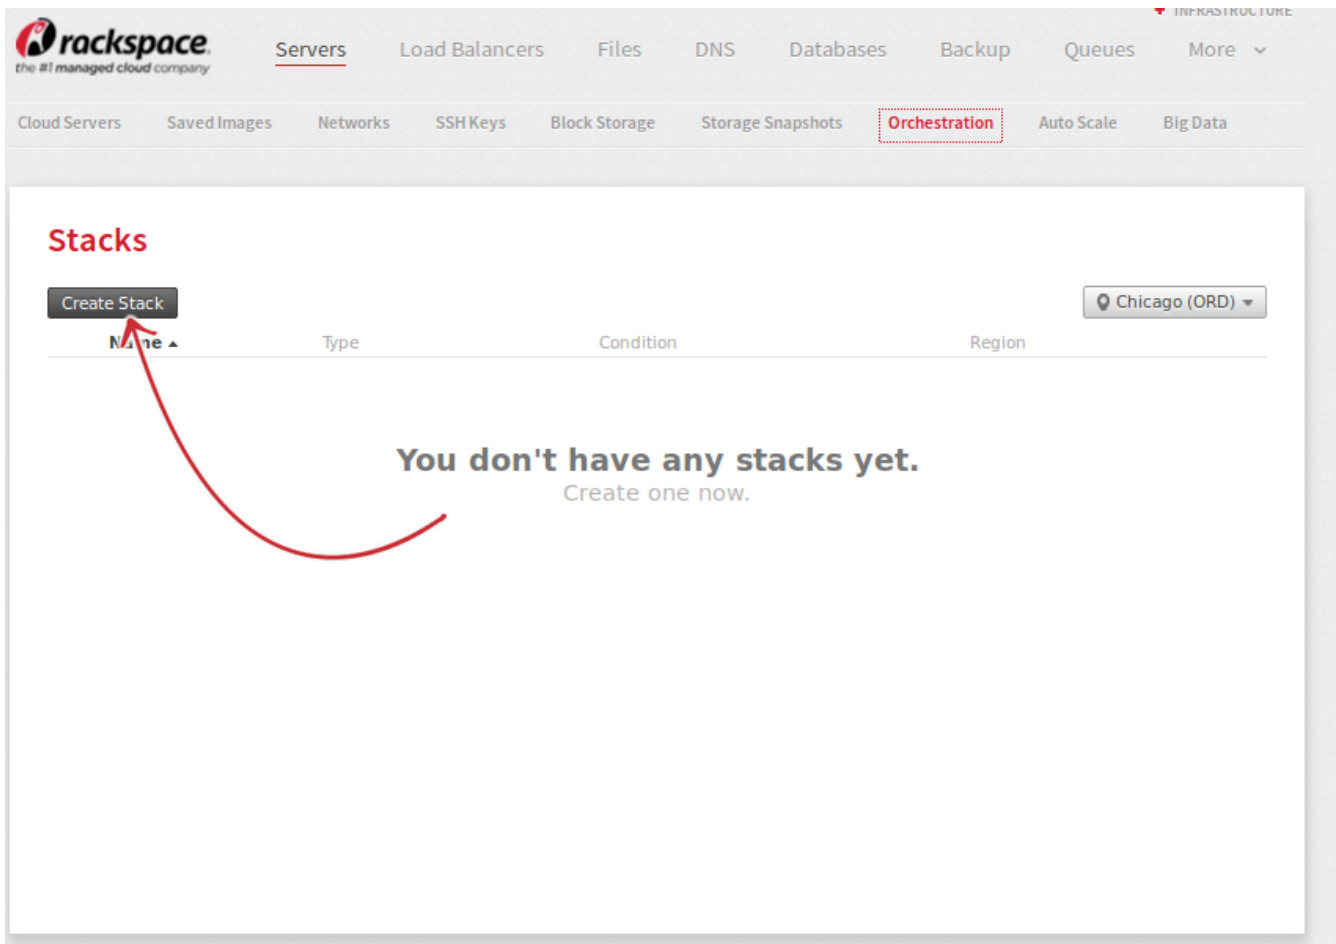 INFRASTRUCTURE
rackspace.
the #1 managed cloud company
Servers Load Balancers Files DNS Databases Backup Queues More
Cloud Servers Saved Images Networks SSH Keys Block Storage Storage Snapshots Orchestration Auto Scale Big Data
Stacks
Create Stack
Chicago (ORD)
Name Type Condition Region
You don't have any stacks yet.
Create one now.